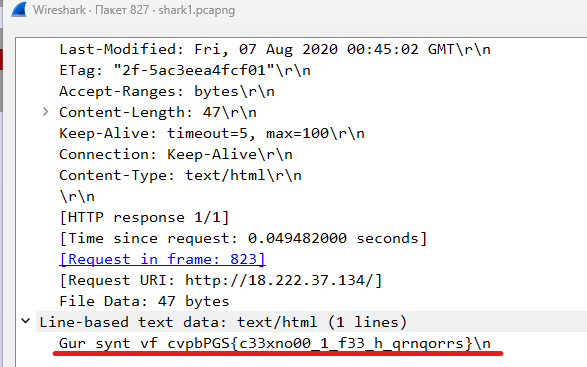 Wireshark · Пакет 827 · shark1.pcapng
Last-Modified: Fri, 07 Aug 2020 00:45:02 GMT\r\n
ETag: "2f-5ac3eea4fcf01"\r\n
Accept-Ranges: bytes\r\n
Content-Length: 47\r\n
Keep-Alive: timeout=5, max=100\r\n
Connection: Keep-Alive\r\n
Content-Type: text/html\r\n
\r\n
[HTTP response 1/1]
[Time since request: 0.049482000 seconds]
[Request in frame: 823]
[Request URI: http://18.222.37.134/]
File Data: 47 bytes
Line-based text data: text/html (1 lines)
Gur synt vf cvpbPGS{c33xno00_1_f33_h_qrnqorrs}\n